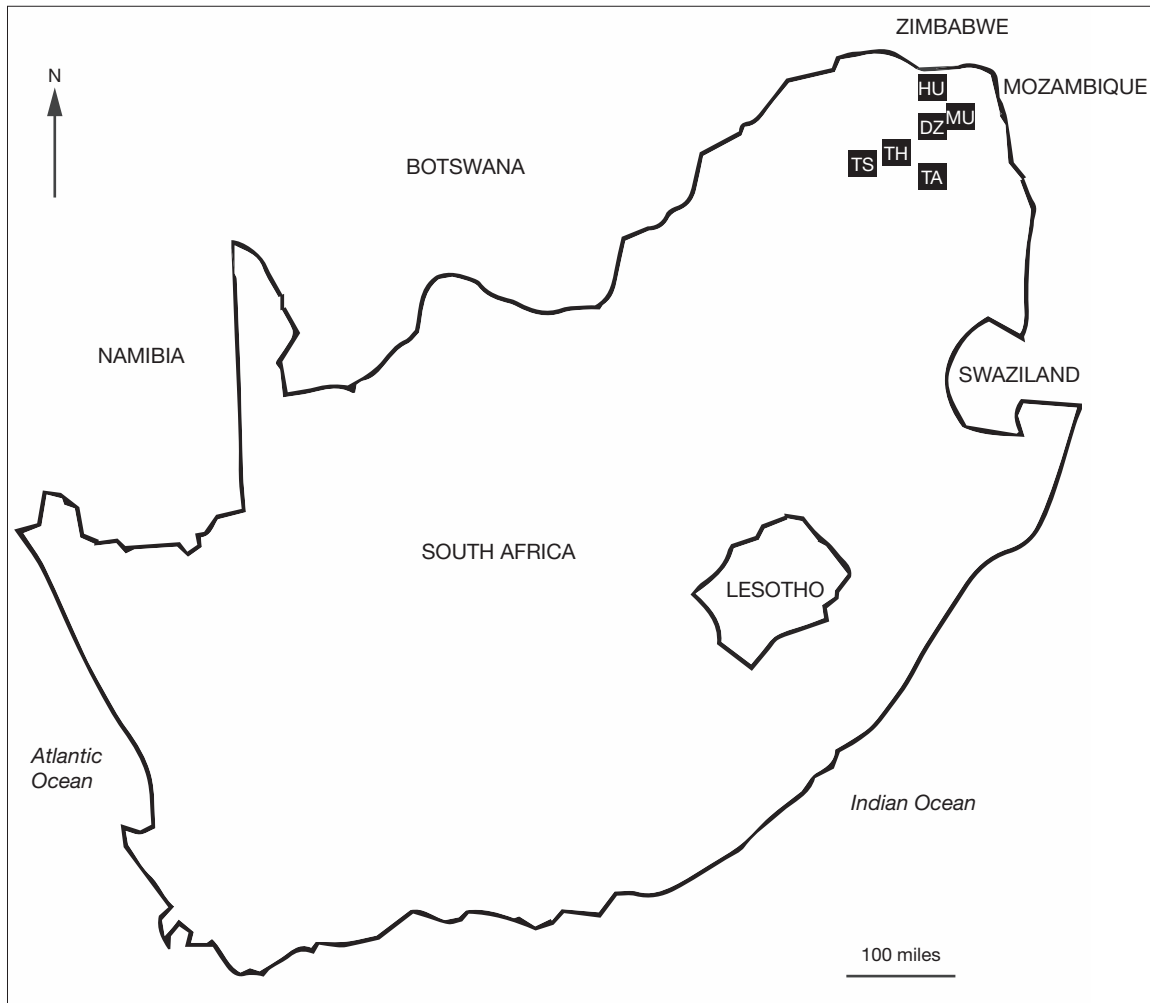 ZIMBABWE
N
MOZAMBIQUE
HU
MU
DZ
TH
TS
TA
BOTSWANA
NAMIBIA
SWAZILAND
SOUTH AFRICA
LESOTHO
Atlantic
Ocean
Indian Ocean
100 miles